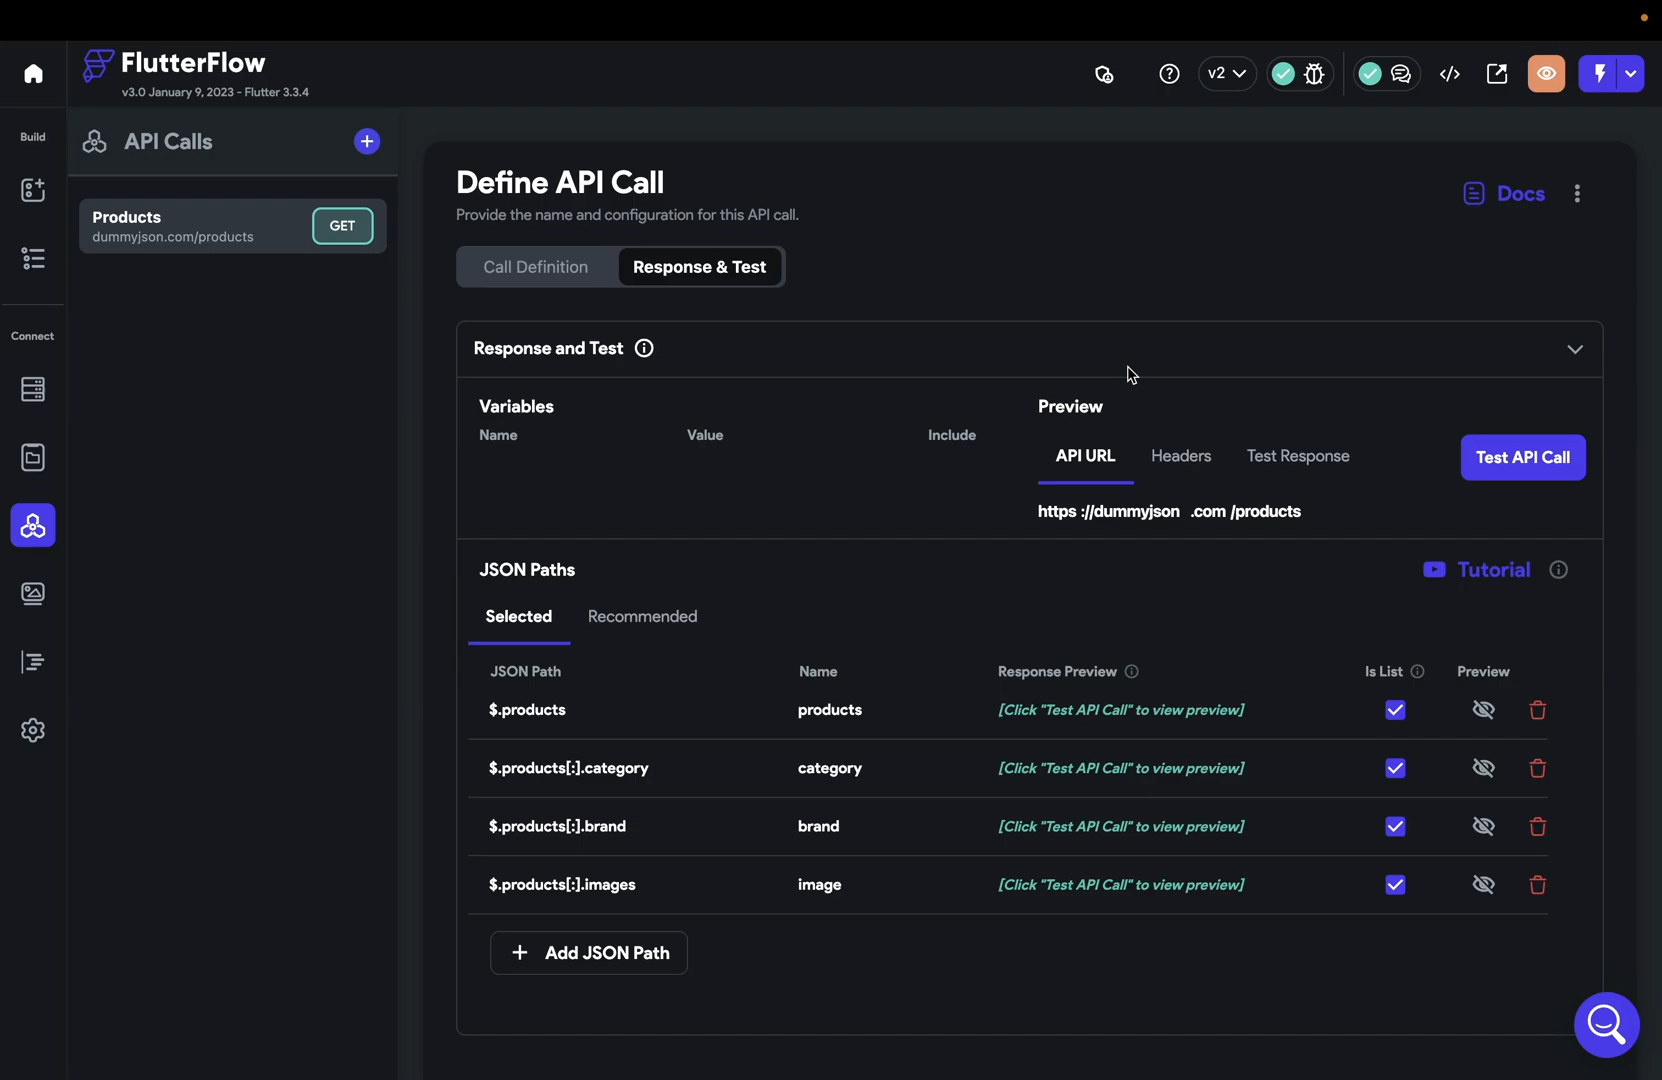 FlutterFlow
v3.0 January 9, 2023 - Flutter 3.3.4
v2
Build
Connect
API Calls
Products
dummyjson.com/products
GET
Define API Call
Provide the name and configuration for this API call.
Docs
Call Definition
Response & Test
Response and Test
Variables
Name Value Include
Preview
API URL Headers Test Response
Test API Call
https ://dummyjson .com /products
JSON Paths
Tutorial
Selected Recommended
JSON Path Name Response Preview Is List Preview
$.products products [Click "Test API Call" to view preview]
$.products[:].category category [Click "Test API Call" to view preview]
$.products[:].brand brand [Click "Test API Call" to view preview]
$.products[:].images image [Click "Test API Call" to view preview]
+ Add JSON Path